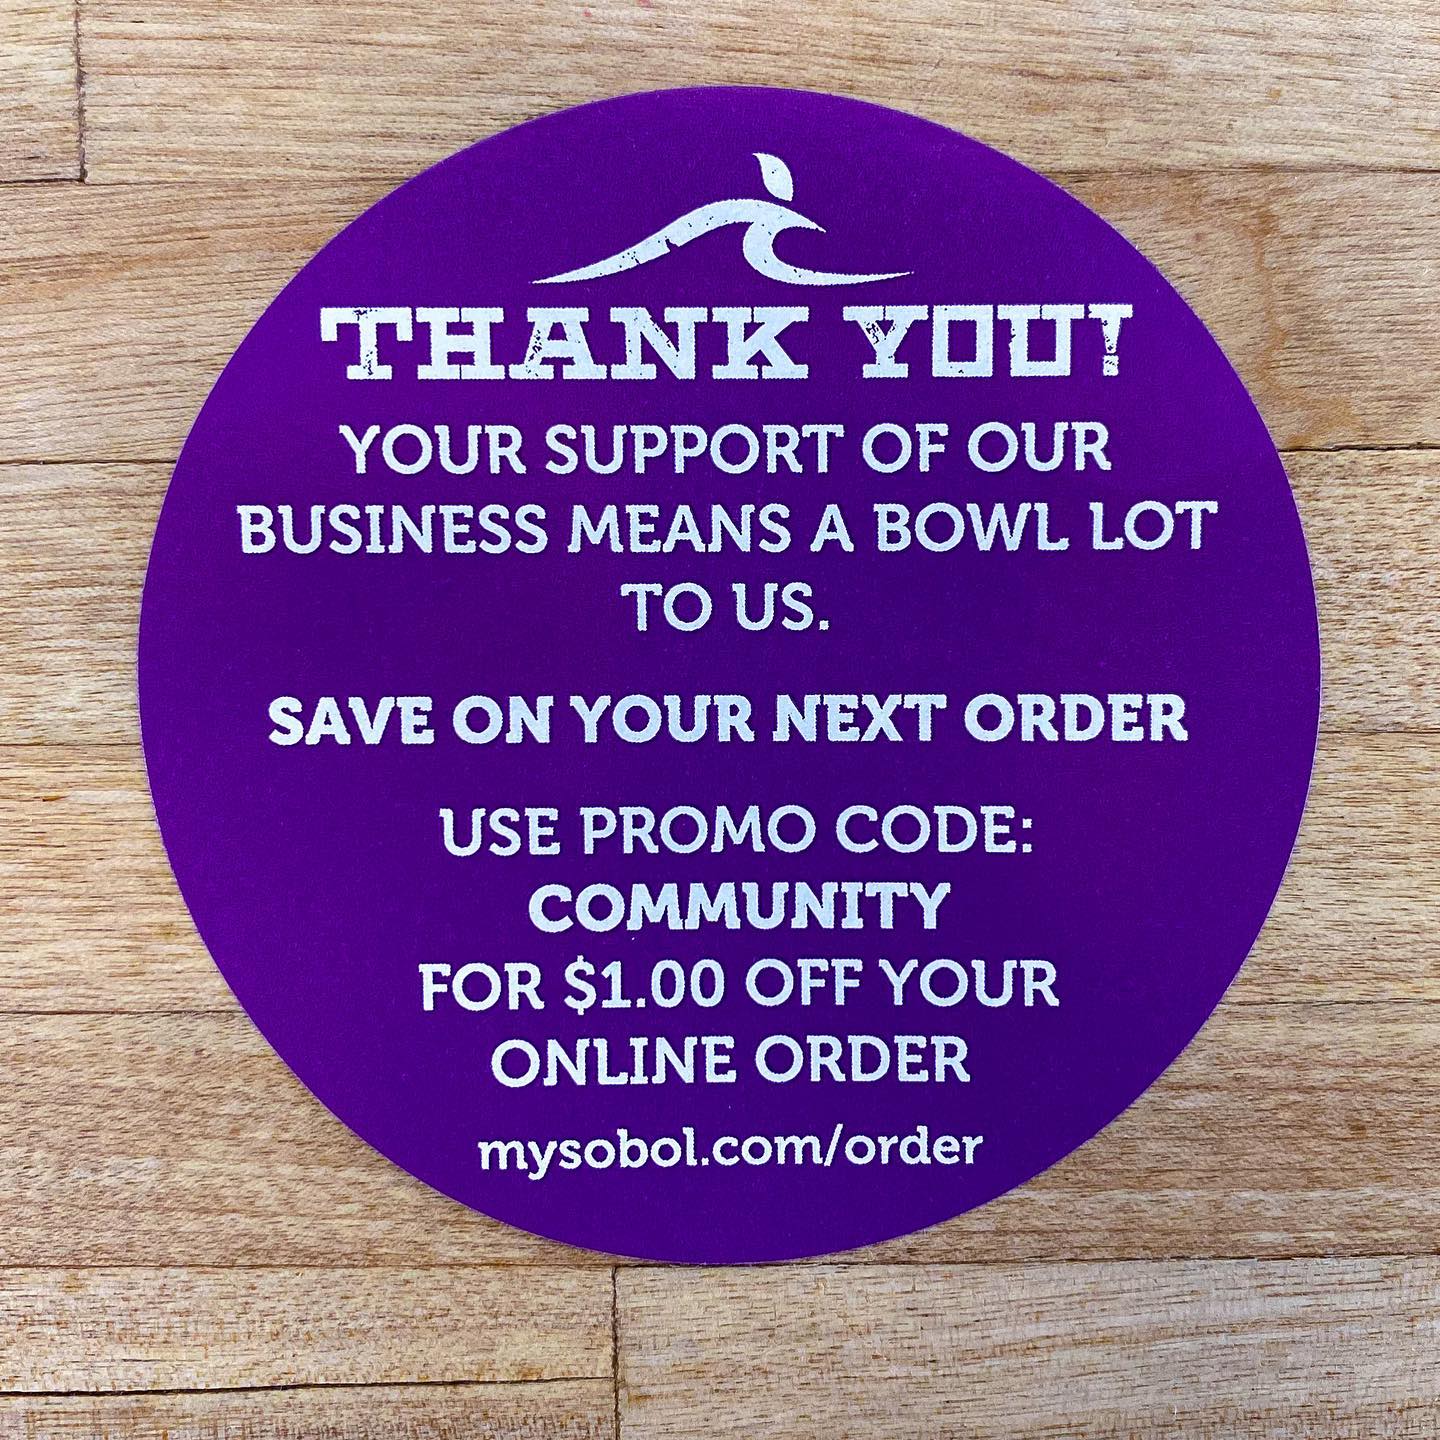 THANK YOU!
YOUR SUPPORT OF OUR
BUSINESS MEANS A BOWL LOT
TO US.
SAVE ON YOUR NEXT ORDER
USE PROMO CODE:
COMMUNITY
FOR $1.00 OFF YOUR
ONLINE ORDER
mysobol.com/order